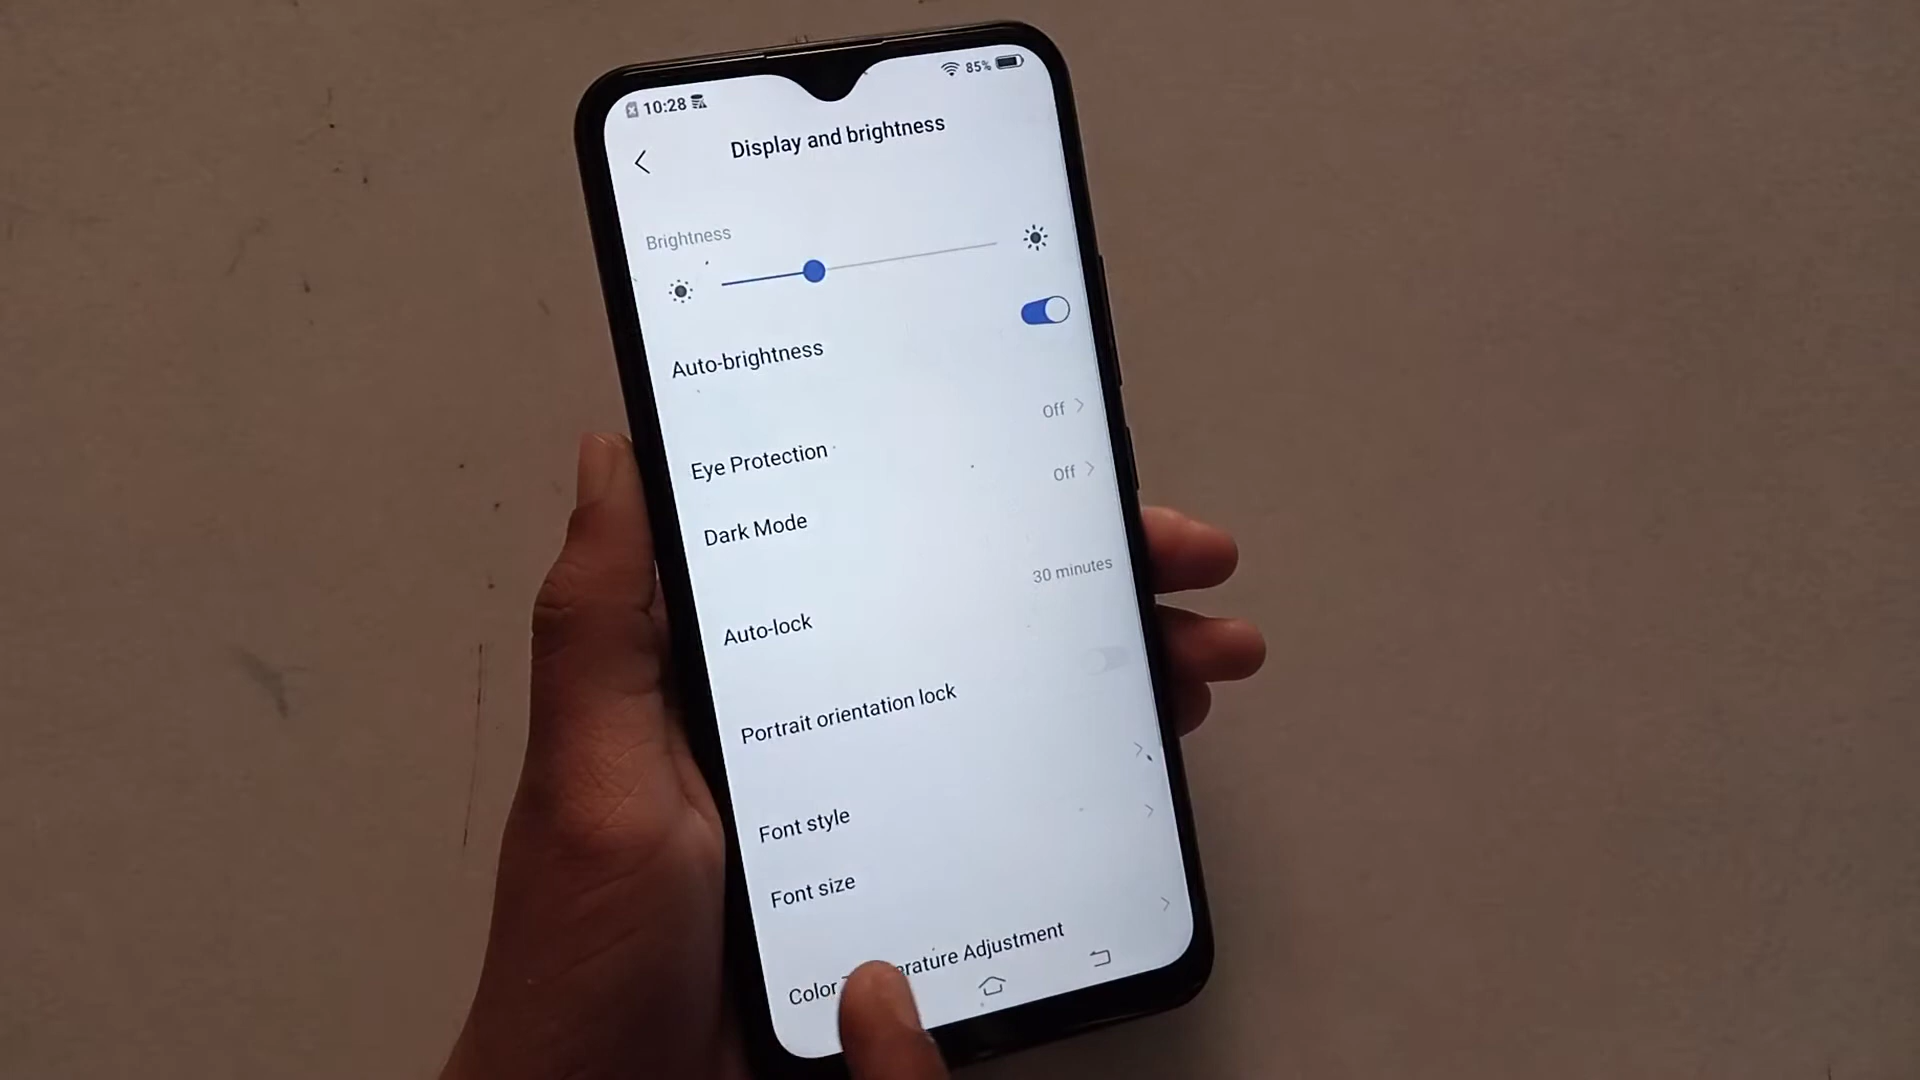 10:28
85%
Display and brightness
Brightness
Auto-brightness
Eye Protection Off
Dark Mode Off
Auto-lock 30 minutes
Portrait orientation lock
Font style
Font size
Color erature Adjustment